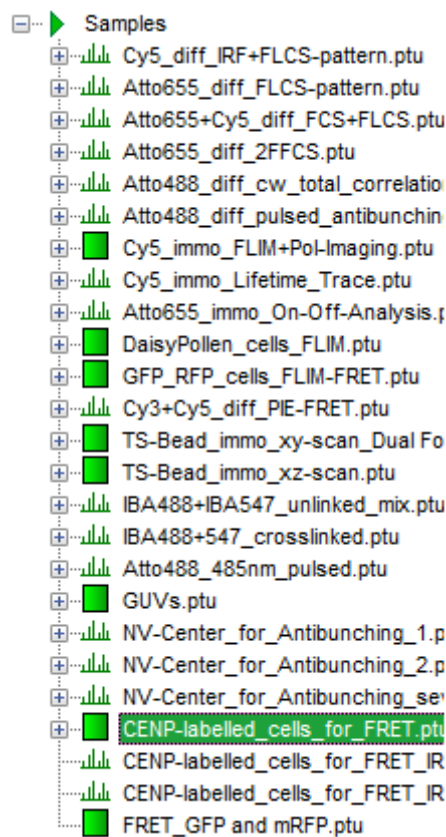 Samples
Cy5_diff_IRF+FLCS-pattern.ptu
Atto655_diff_FLCS-pattern.ptu
Atto655+Cy5_diff_FCS+FLCS.ptu
Atto655_diff_2FFCS.ptu
Atto488_diff_cw_total_correlatio
Atto488_diff_pulsed_antibunchin
Cy5_immo_FLIM+Pol-Imaging.ptu
Cy5_immo_Lifetime_Trace.ptu
Atto655_immo_On-Off-Analysis.p
DaisyPollen_cells_FLIM.ptu
GFP_RFP_cells_FLIM-FRET.ptu
Cy3+Cy5_diff_PIE-FRET.ptu
TS-Bead_immo_xy-scan_Dual Fo
TS-Bead_immo_xz-scan.ptu
IBA488+IBA547_unlinked_mix.ptu
IBA488+547_crosslinked.ptu
Atto488_485nm_pulsed.ptu
GUVs.ptu
NV-Center_for_Antibunching_1.p
NV-Center_for_Antibunching_2.p
NV-Center_for_Antibunching_se
CENP-labelled_cells_for_FRET.ptu
CENP-labelled_cells_for_FRET_IR
CENP-labelled_cells_for_FRET_IR
FRET_GFP and mRFP.ptu